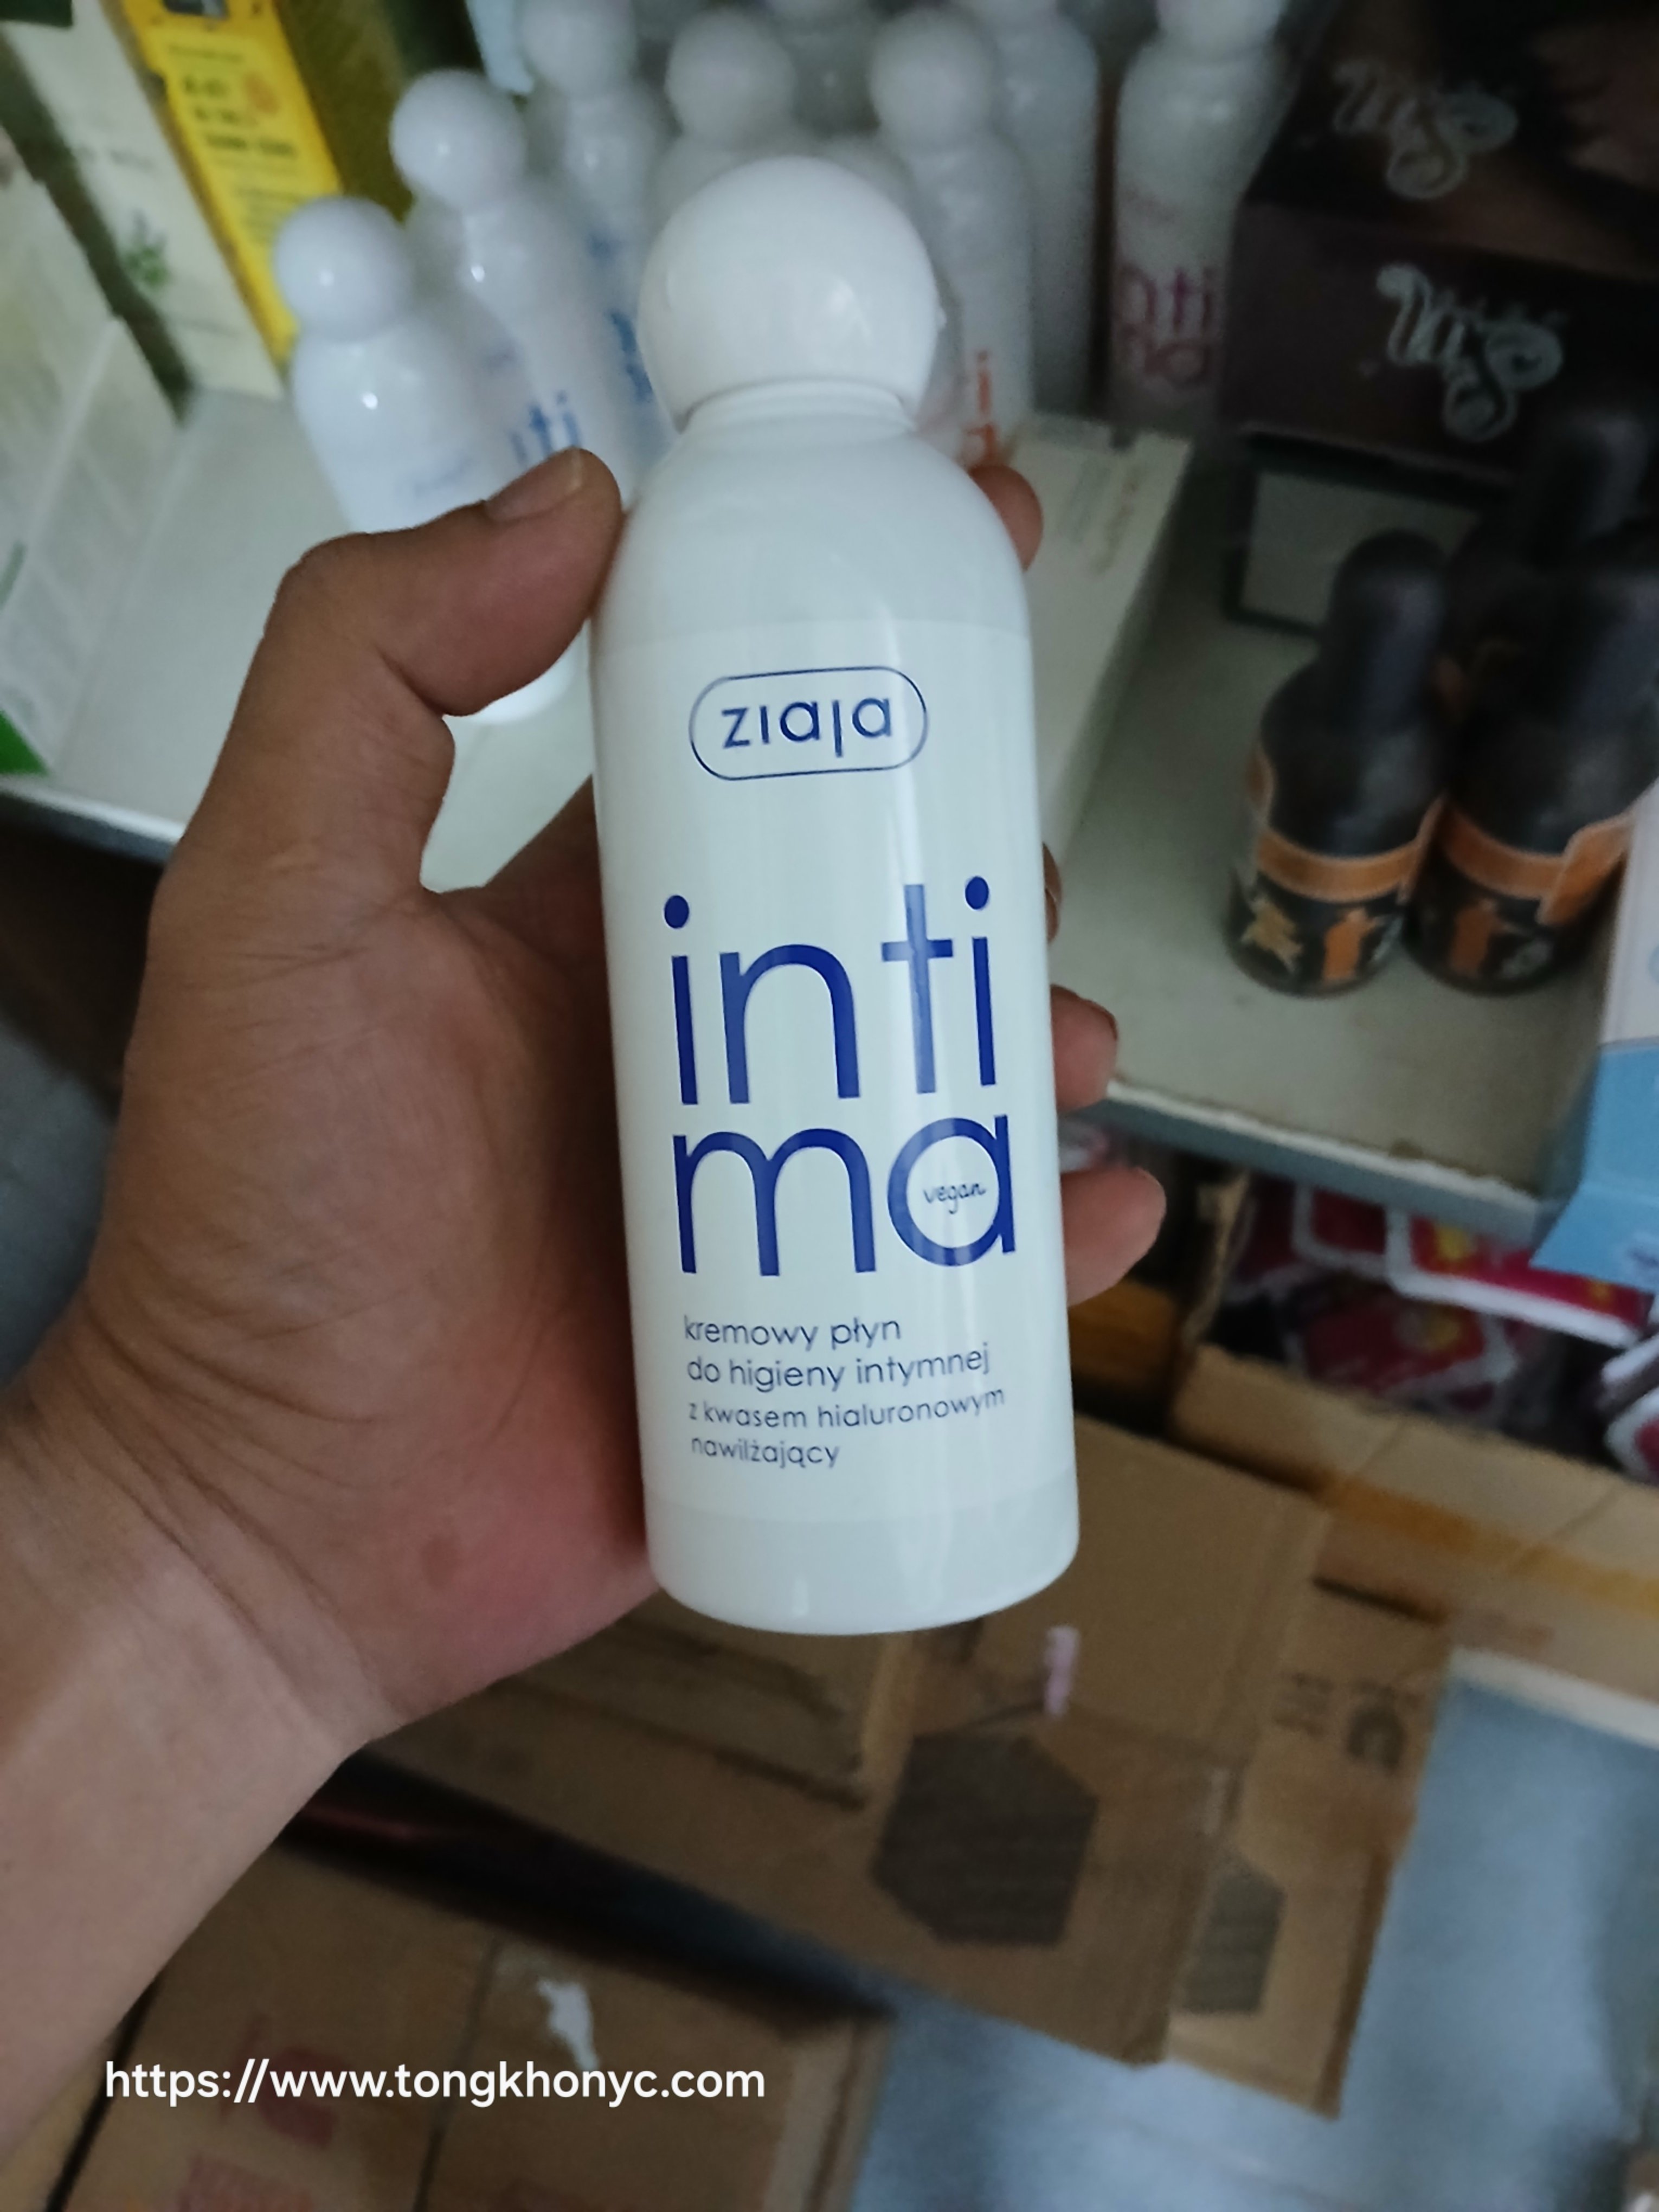 ziaja
inti
ma
vegan
kremowy płyn
do higieny intymnej
z kwasem hialuronowym
nawilżający
https://www.tongkhonyc.com